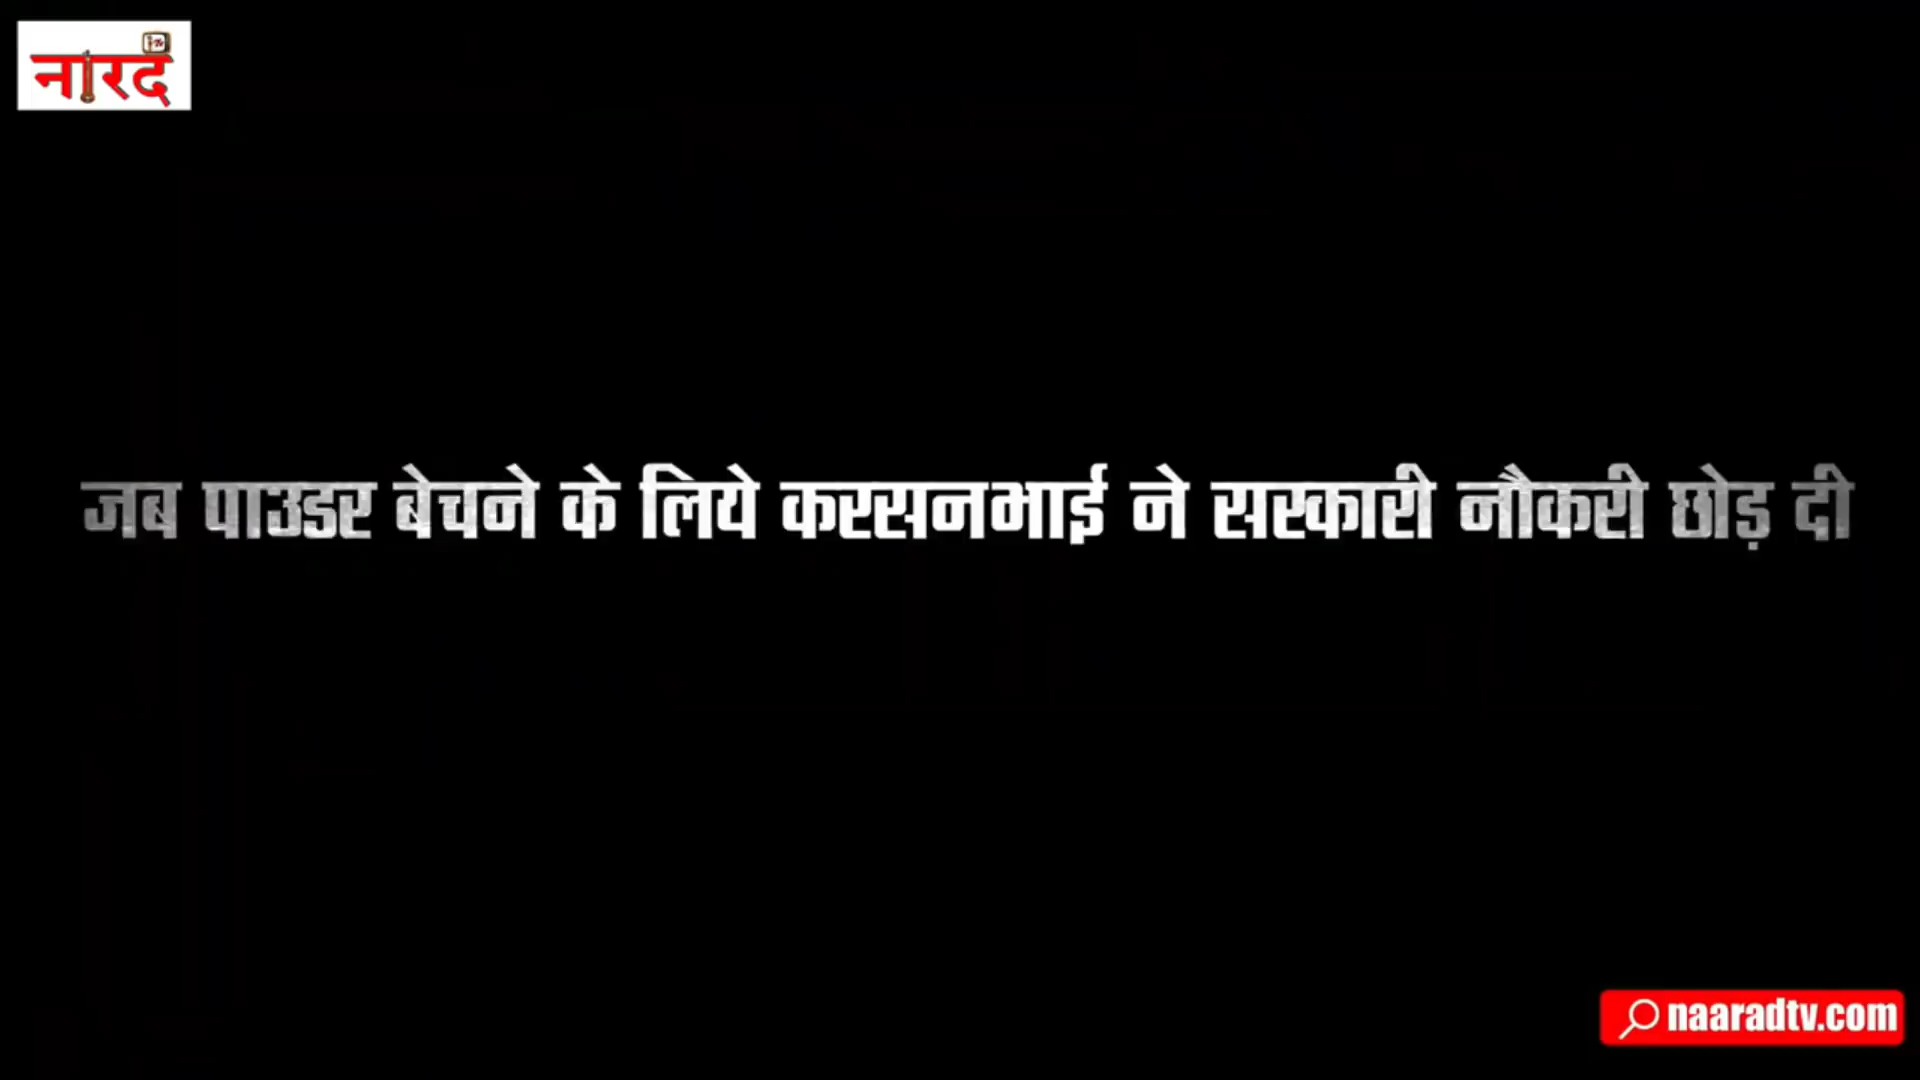 नारद
जब पाउडर बेचने के लिये करसनभाई ने सरकारी नौकरी छोड़ दी
naaradtv.com